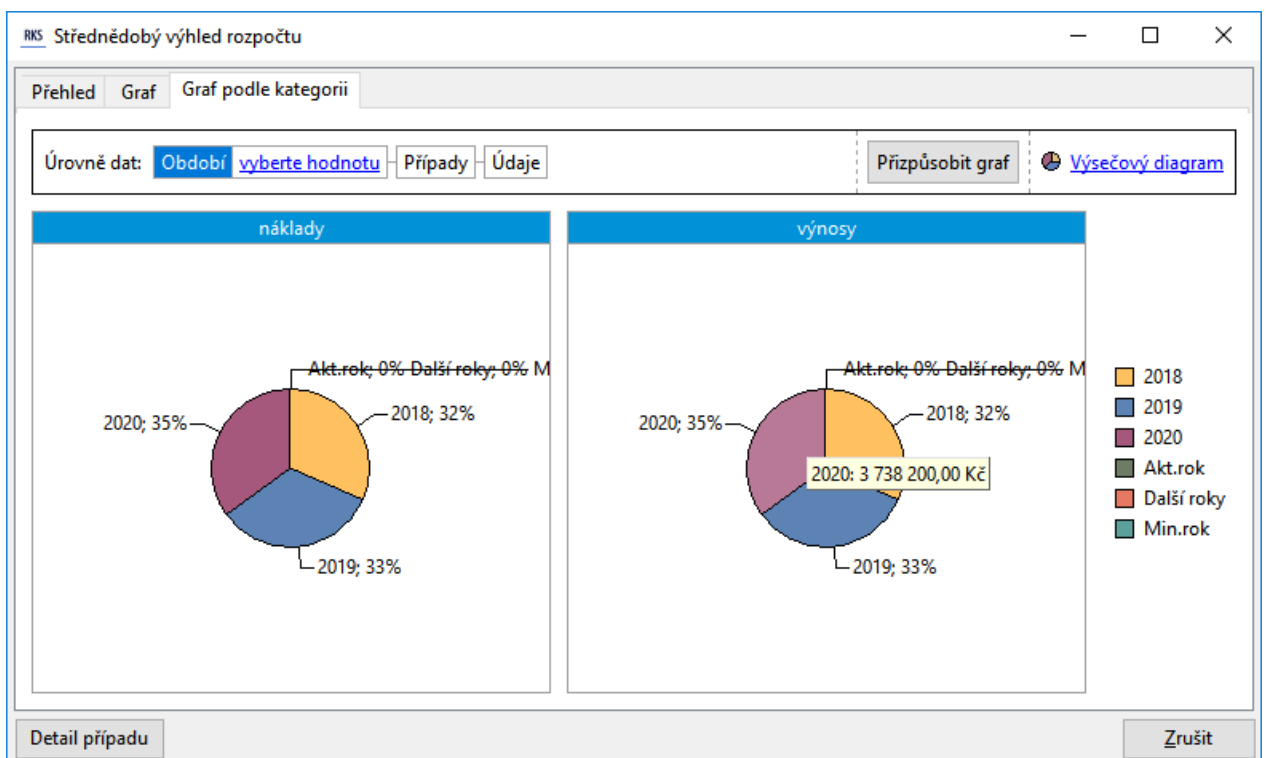 RKS Střednědobý výhled rozpočtu
Přehled Graf Graf podle kategorii
Úrovně dat: Období vyberte hodnotu Případy Údaje Přizpůsobit graf Výsečový diagram
náklady
Akt.rok; 0% Další roky; 0% M
2020; 35%
2018; 32%
2019; 33%
výnosy
Akt.rok; 0% Další roky; 0% M
2020; 35%
2018; 32%
2020: 3 738 200,00 Kč
2019; 33%
2018
2019
2020
Akt.rok
Další roky
Min.rok
Detail případu Zrušit